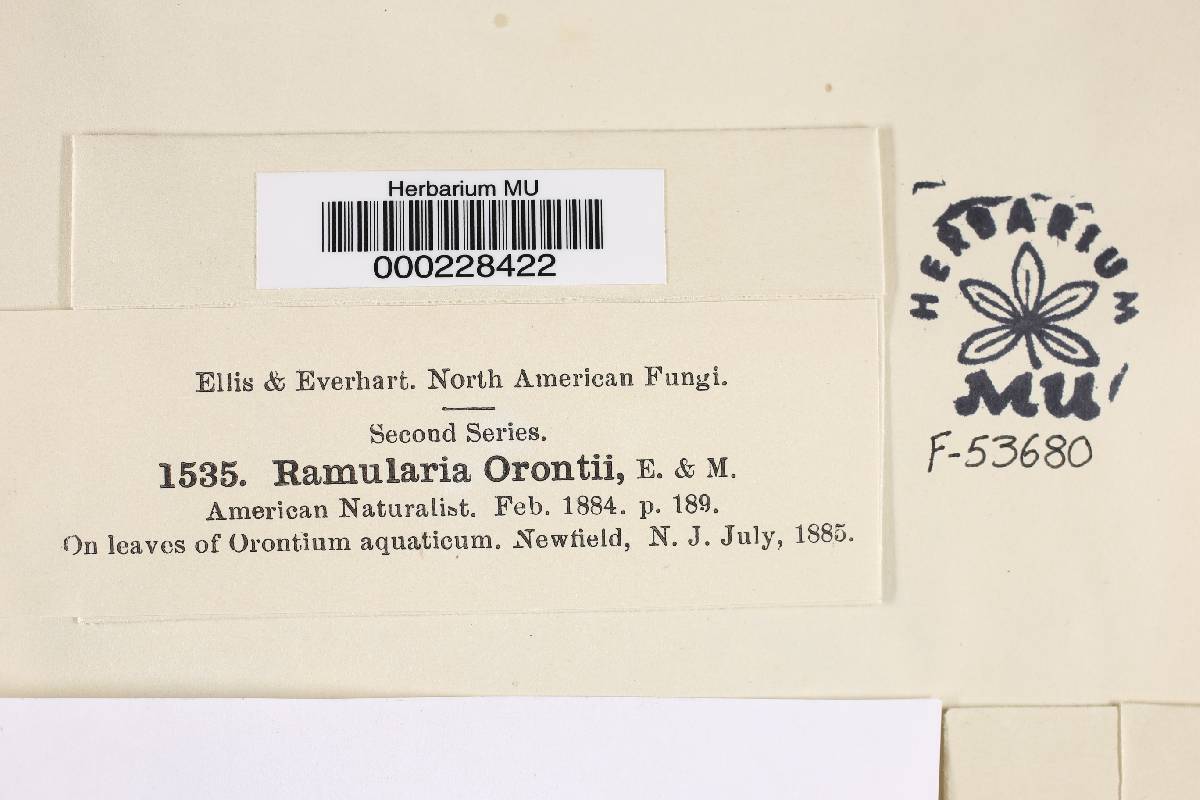 Herbarium MU
000228422
HERBARIUM
MU
F-53680
Ellis & Everhart. North American Fungi.
Second Series.
1535. Ramularia Orontii, E. & M.
American Naturalist. Feb. 1884. p. 189.
On leaves of Orontium aquaticum. Newfield, N. J. July, 1885.